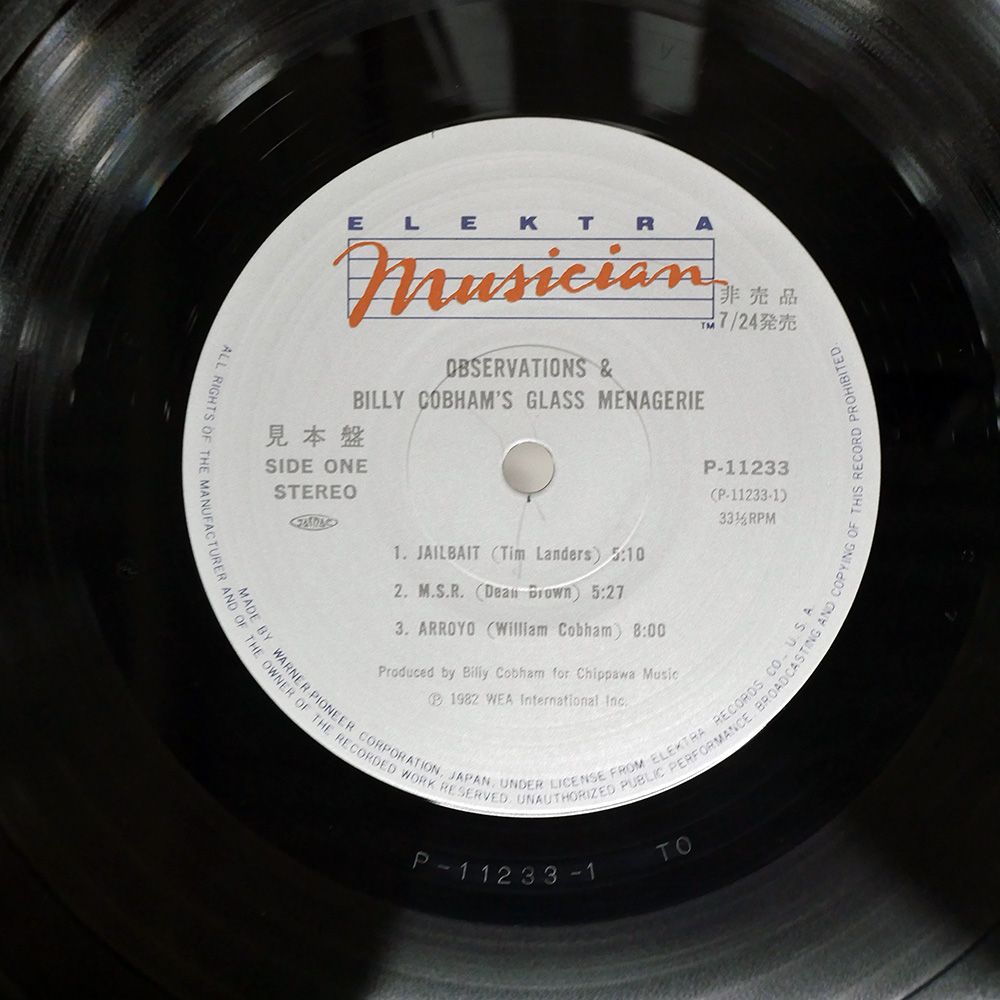 ELEKTRA
Musician
TM
非売品
7/24発売
OBSERVATIONS &
BILLY COBHAM'S GLASS MENAGERIE
見本盤
SIDE ONE
STEREO
JASRAC
P-11233
(P-11233-1)
33⅓RPM
1. JAILBAIT (Tim Landers) 5:10
2. M.S.R. (Dean Brown) 5:27
3. ARROYO (William Cobham) 8:00
Produced by Billy Cobham for Chippawa Music
Ⓟ 1982 WEA International Inc.
MADE BY WARNER-PIONEER CORPORATION, JAPAN, UNDER LICENSE FROM ELEKTRA RECORDS CO., U.S.A.
ALL RIGHTS OF THE MANUFACTURER AND OF THE OWNER OF THE RECORDED WORK RESERVED. UNAUTHORIZED PUBLIC PERFORMANCE, BROADCASTING AND COPYING OF THIS RECORD PROHIBITED.
P-11233-1 TO